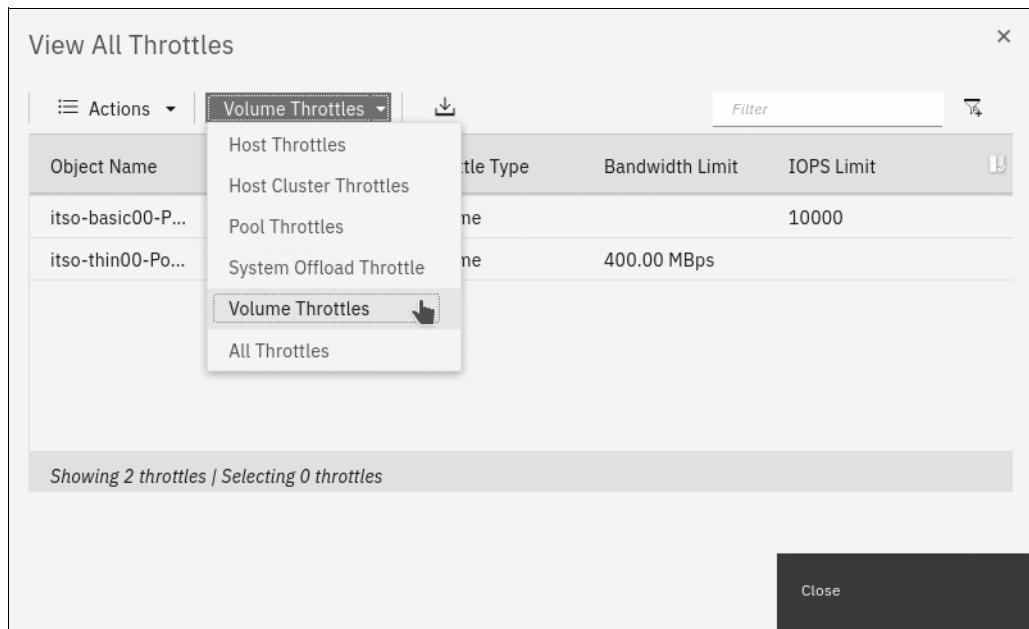 View All Throttles
Actions Volume Throttles Filter
Host Throttles
Host Cluster Throttles
Pool Throttles
System Offload Throttle
Volume Throttles
All Throttles
Object Name ttle Type Bandwidth Limit IOPS Limit
itso-basic00-P... me 10000
itso-thin00-Po... me 400.00 MBps
Showing 2 throttles | Selecting 0 throttles
Close